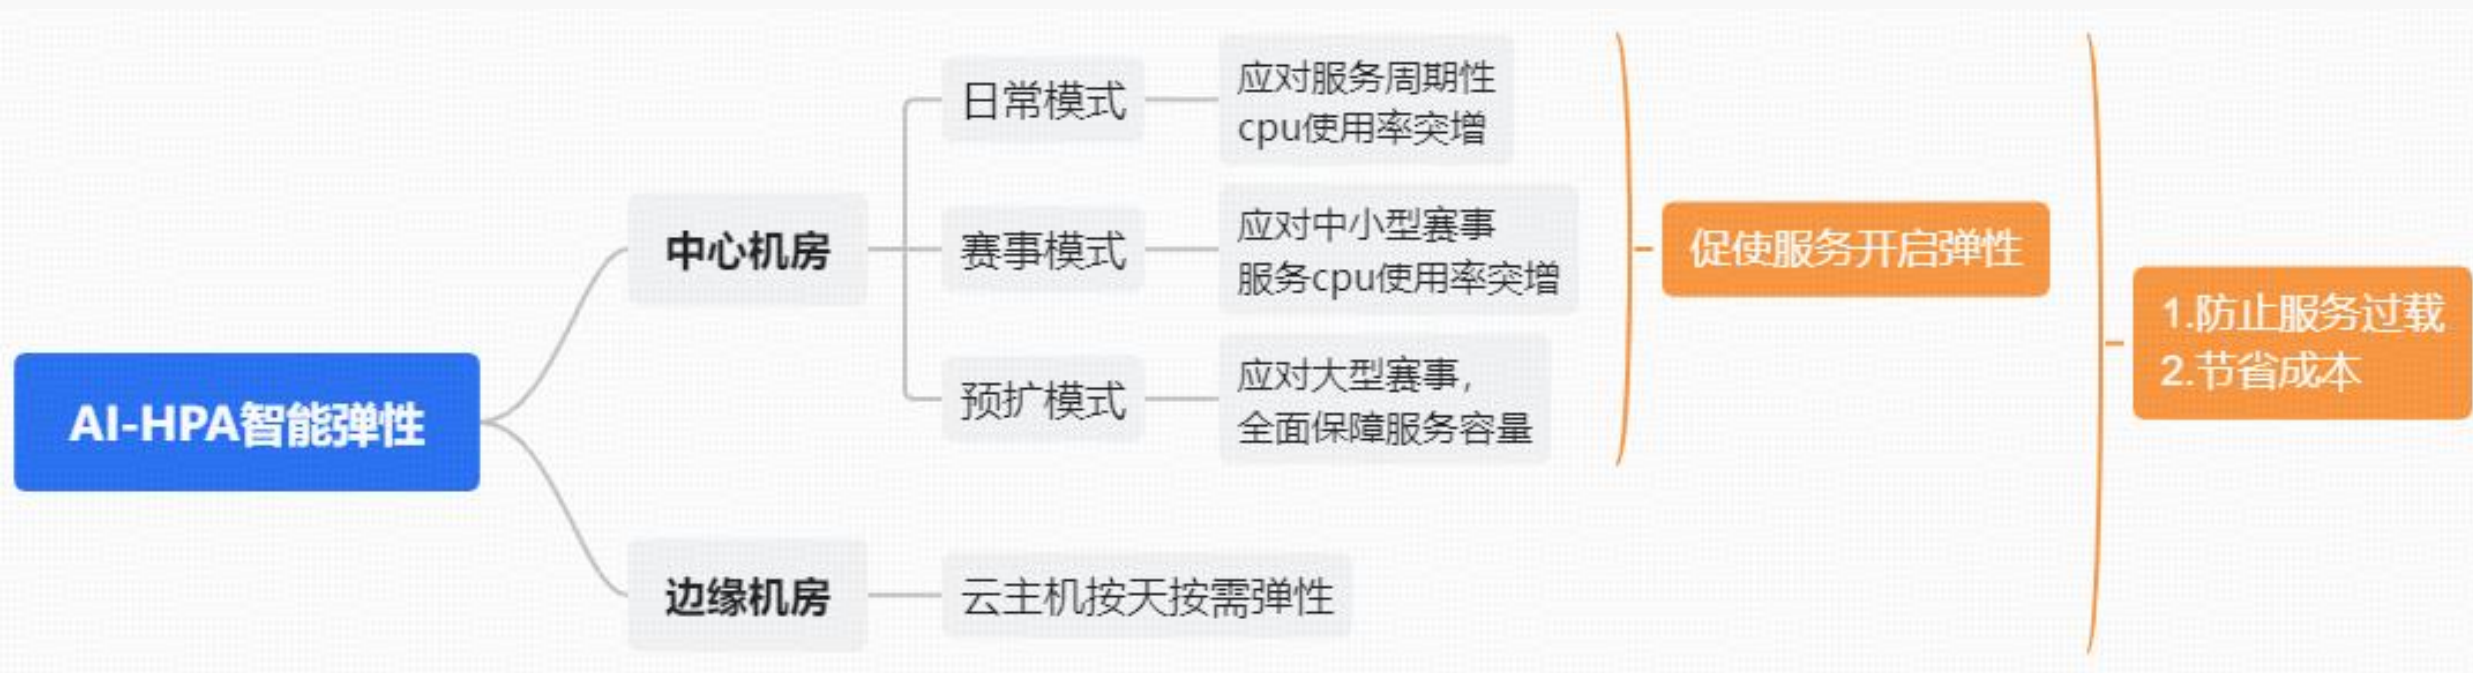 AI-HPA智能弹性
中心机房
日常模式
应对服务周期性
cpu使用率突增
赛事模式
应对中小型赛事
服务cpu使用率突增
预扩模式
应对大型赛事，
全面保障服务容量
促使服务开启弹性
边缘机房
云主机按天按需弹性
1.防止服务过载
2.节省成本